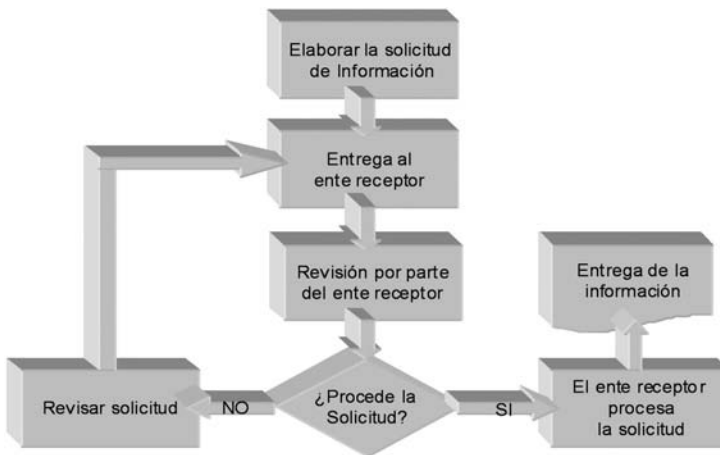 Elaborar la solicitud
de Información
Entrega al
ente receptor
Revisión por parte
del ente receptor
Entrega de la
información
Revisar solicitud
NO
¿Procede la
Solicitud?
SI
El ente receptor
procesa
la solicitud